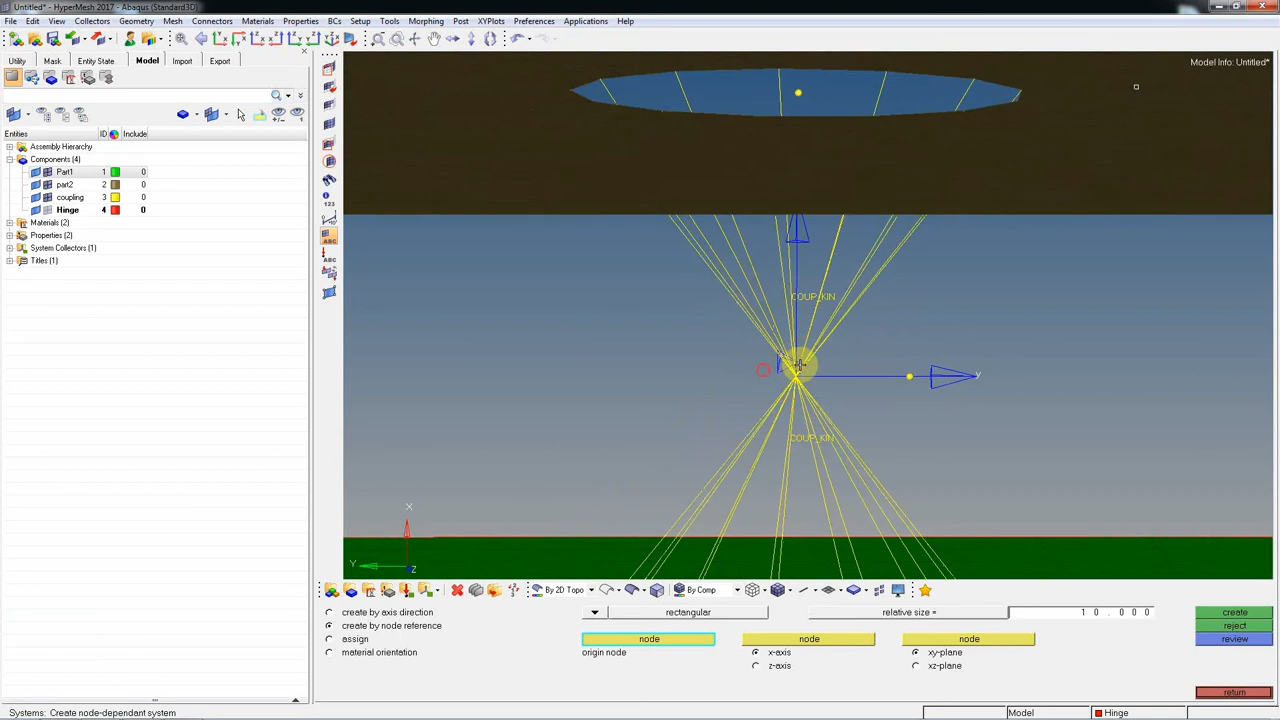 Untitled* - HyperMesh 2017 - Abaqus (Standard3D)
File Edit View Collectors Geometry Mesh Connectors Materials Properties BCs Setup Tools Morphing Post XYPlots Preferences Applications Help
Utility Mask Entity State Model Import Export
Model Info: Untitled*
Entities ID Include
Assembly Hierarchy
Components (4)
Part1 1 0
part2 2 0
coupling 3 0
Hinge 4 0
Materials (2)
Properties (2)
System Collectors (1)
Titles (1)
123
ABC
ABC
COUP_KIN
Y
COUP_KIN
X
Y
Z
By 2D Topo By Comp
create by axis direction rectangular relative size = 10.000 create
create by node reference reject
assign node node node review
material orientation origin node x-axis xy-plane
z-axis xz-plane
return
Systems: Create node-dependant system Model Hinge